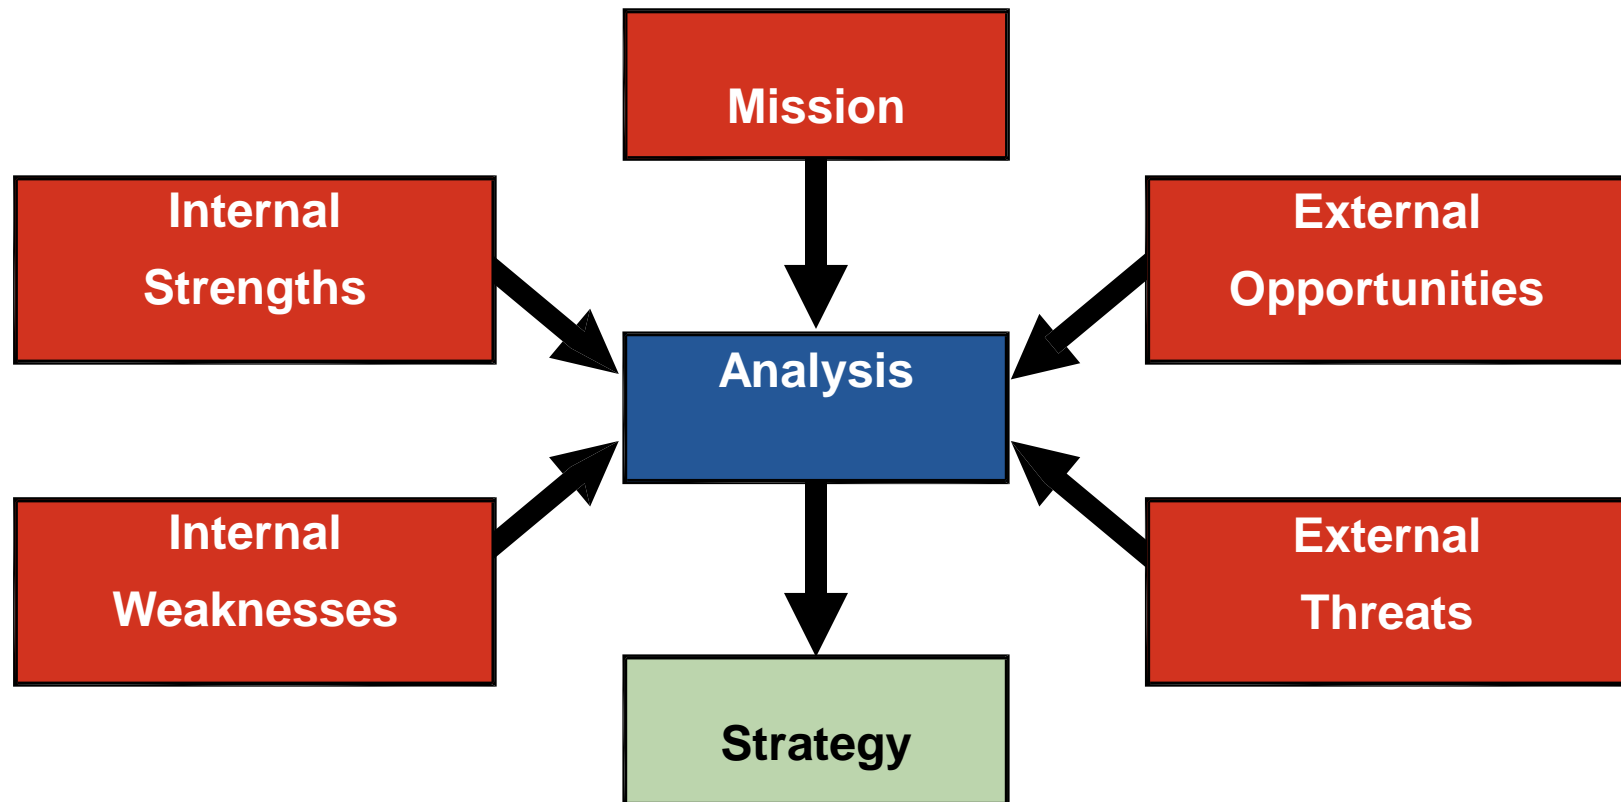 Mission
Internal
Strengths
External
Opportunities
Analysis
Internal
Weaknesses
External
Threats
Strategy